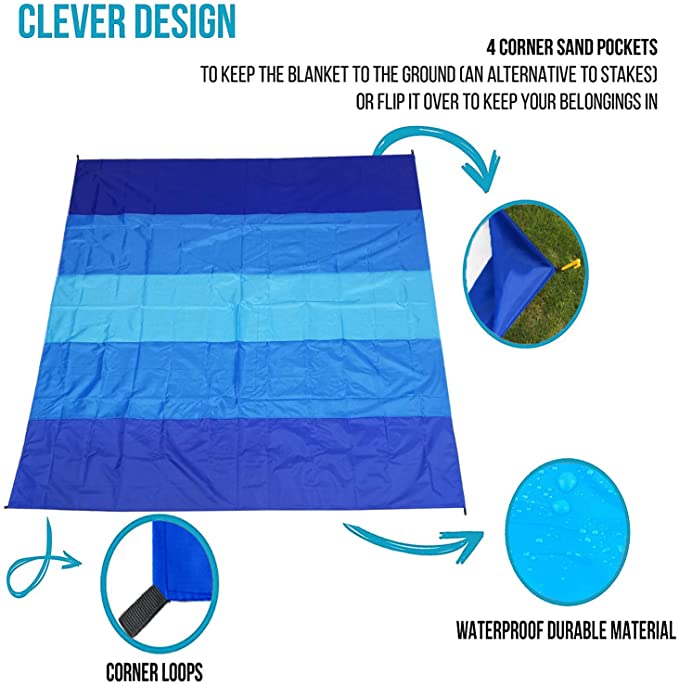 CLEVER DESIGN
4 CORNER SAND POCKETS
TO KEEP THE BLANKET TO THE GROUND (AN ALTERNATIVE TO STAKES)
OR FLIP IT OVER TO KEEP YOUR BELONGINGS IN
WATERPROOF DURABLE MATERIAL
CORNER LOOPS